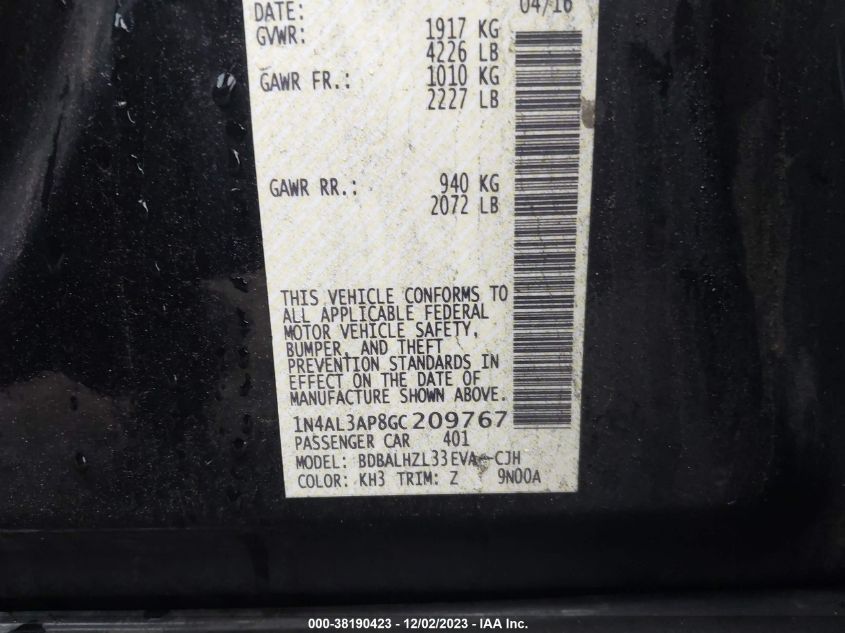 DATE: 04/16
GVWR: 1917 KG
4226 LB
GAWR FR.: 1010 KG
2227 LB
GAWR RR.: 940 KG
2072 LB
THIS VEHICLE CONFORMS TO
ALL APPLICABLE FEDERAL
MOTOR VEHICLE SAFETY,
BUMPER, AND THEFT
PREVENTION STANDARDS IN
EFFECT ON THE DATE OF
MANUFACTURE SHOWN ABOVE.
1N4AL3AP8GC209767
PASSENGER CAR 401
MODEL: BDBALHZL33EVA-CJH
COLOR: KH3 TRIM: Z 9N00A
000-38190423 - 12/02/2023 - IAA Inc.